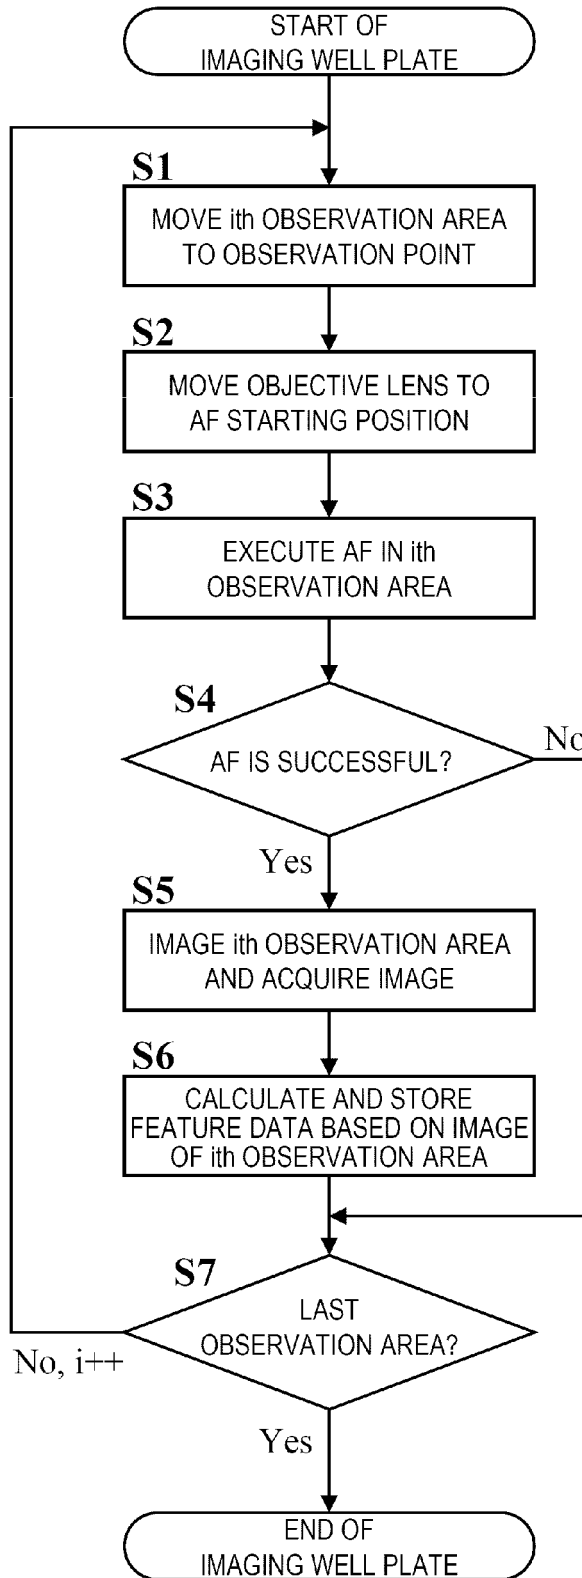 START OF
IMAGING WELL PLATE
S1
MOVE ith OBSERVATION AREA
TO OBSERVATION POINT
S2
MOVE OBJECTIVE LENS TO
AF STARTING POSITION
S3
EXECUTE AF IN ith
OBSERVATION AREA
S4
AF IS SUCCESSFUL?
No
Yes
S5
IMAGE ith OBSERVATION AREA
AND ACQUIRE IMAGE
S6
CALCULATE AND STORE
FEATURE DATA BASED ON IMAGE
OF ith OBSERVATION AREA
S7
LAST
OBSERVATION AREA?
No, i++
Yes
END OF
IMAGING WELL PLATE